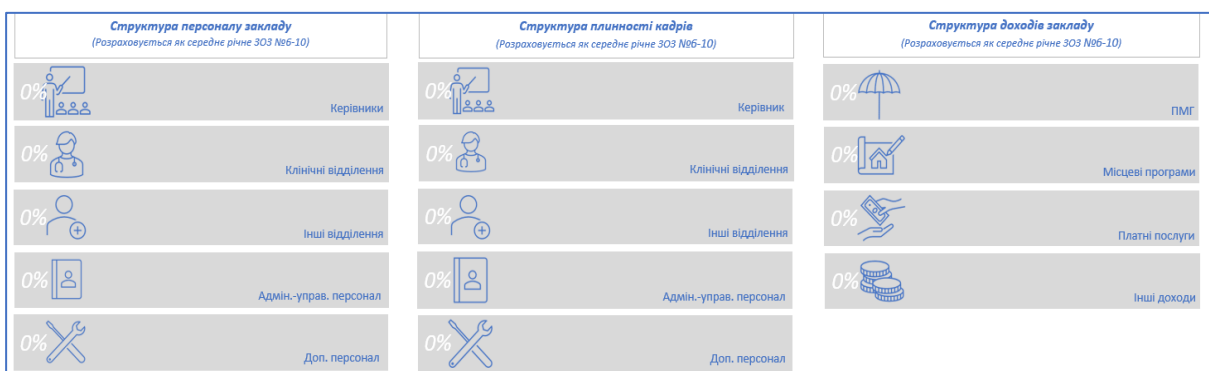 Структура персоналу закладу
(Розраховується як середнє річне ЗОЗ №6-10)
0%
Керівники
0%
Клінічні відділення
0%
Інші відділення
0%
Адмін.-управ. персонал
0%
Доп. персонал
Структура плинності кадрів
(Розраховується як середнє річне ЗОЗ №6-10)
0%
Керівник
0%
Клінічні відділення
0%
Інші відділення
0%
Адмін.-управ. персонал
0%
Доп. персонал
Структура доходів закладу
(Розраховується як середнє річне ЗОЗ №6-10)
0%
ПМГ
0%
Місцеві програми
0%
Платні послуги
0%
Інші доходи